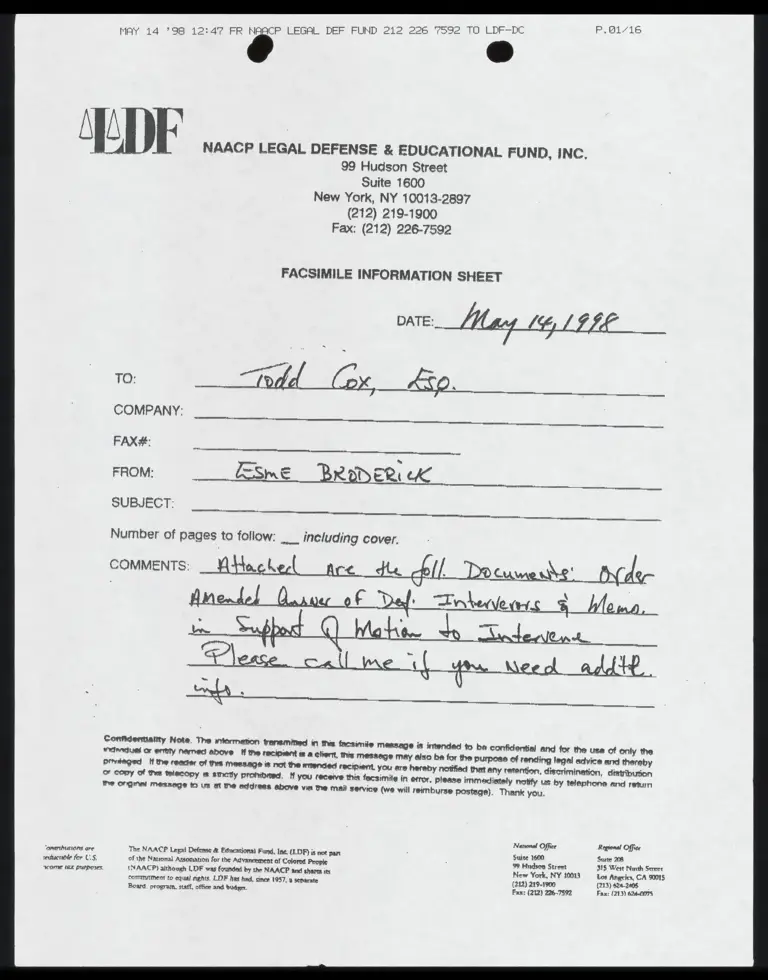 MAY 14 '98 12:47 FR NAACP LEGAL DEF FUND 212 226 7592 TO LDF-DC P.01/16
LDF
NAACP LEGAL DEFENSE & EDUCATIONAL FUND, INC.
99 Hudson Street
Suite 1600
New York, NY 10013-2897
(212) 219-1900
Fax: (212) 226-7592
FACSIMILE INFORMATION SHEET
DATE: May 14, 1998
TO: Todd Cox, Esq.
COMPANY:
FAX#:
FROM: Esme BRODERICK
SUBJECT:
Number of pages to follow: __ including cover.
COMMENTS: Attached are the foll. Documents: Order
Amended Answer of Def. Intervenors & Memo.
in Support of Motion to Intervene
Please call me if you need addtl.
info.
Confidentiality Note. The information transmitted in this facsimile message is intended to be confidential and for the use of only the
individual or entity named above If the recipient is a client, this message may also be for the purpose of rending legal advice and thereby
privileged If the reader of this message is not the intended recipient, you are hereby notified that any retention, discrimination, distribution
or copy of this telecopy is strictly prohibited. If you receive this facsimile in error, please immediately notify us by telephone and return
the original message to us at the address above via the mail service (we will reimburse postage). Thank you.
contributions are
deductible for U.S.
income tax purposes.
The NAACP Legal Defense & Educational Fund, Inc. (LDF) is not part
of the National Association for the Advancement of Colored People
(NAACP) although LDF was founded by the NAACP and shares its
commitment to equal rights. LDF has had, since 1957, a separate
Board, program, staff, office and budget.
National Office
Suite 1600
99 Hudson Street
New York, NY 10013
(212) 219-1900
Fax: (212) 226-7592
Regional Office
Suite 208
315 West Ninth Street
Los Angeles, CA 90015
(213) 624-2405
Fax: (213) 624-0075